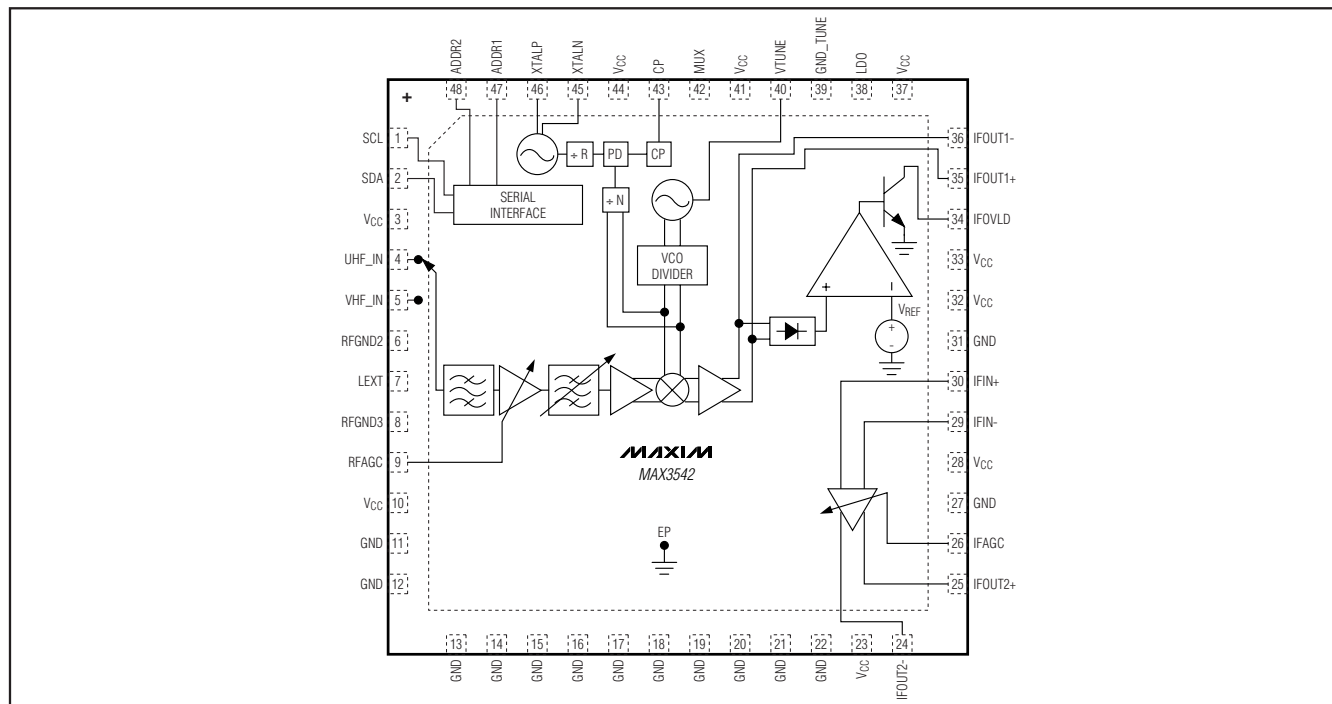 ADDR2
ADDR1
XTALP
XTALN
VCC
CP
MUX
VCC
VTUNE
GND_TUNE
LDO
VCC
48
47
46
45
44
43
42
41
40
39
38
37
+
SCL 1
SDA 2
VCC 3
UHF_IN 4
VHF_IN 5
RFGND2 6
LEXT 7
RFGND3 8
RFAGC 9
VCC 10
GND 11
GND 12
SERIAL
INTERFACE
÷ R
PD
CP
÷ N
VCO
DIVIDER
+
–
VREF
+
-
MAXIM
MAX3542
EP
36 IFOUT1-
35 IFOUT1+
34 IFOVLD
33 VCC
32 VCC
31 GND
30 IFIN+
29 IFIN-
28 VCC
27 GND
26 IFAGC
25 IFOUT2+
13
14
15
16
17
18
19
20
21
22
23
24
GND
GND
GND
GND
GND
GND
GND
GND
GND
GND
VCC
IFOUT2-